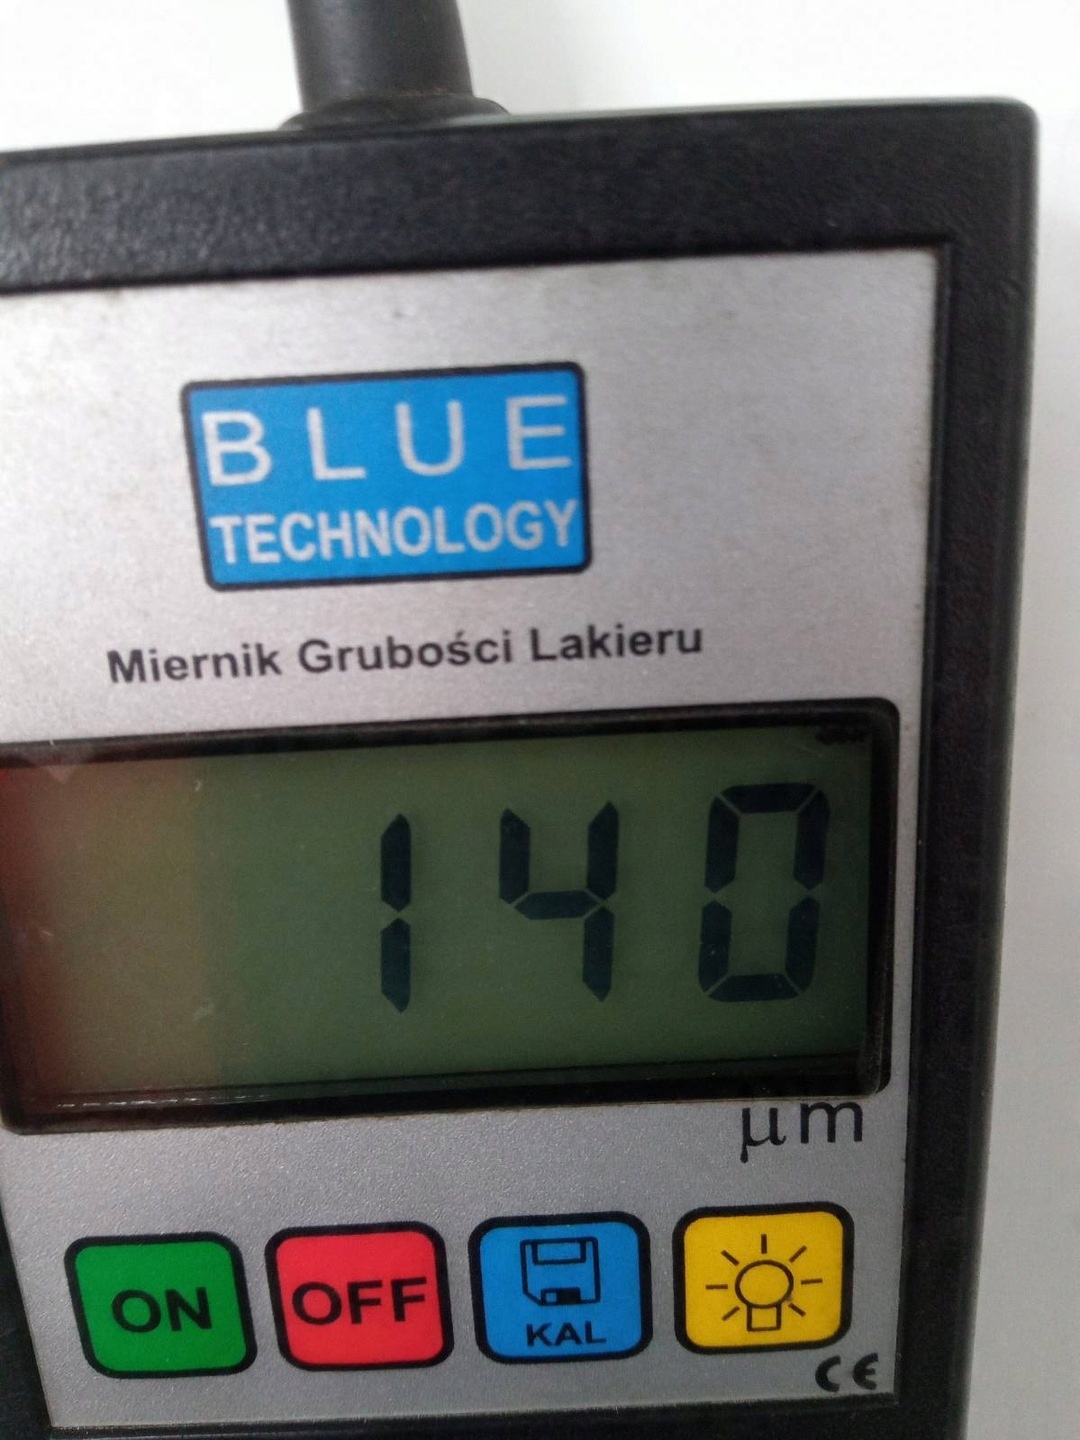 BLUE
TECHNOLOGY
Miernik Grubości Lakieru
140
μm
ON
OFF
KAL
CE